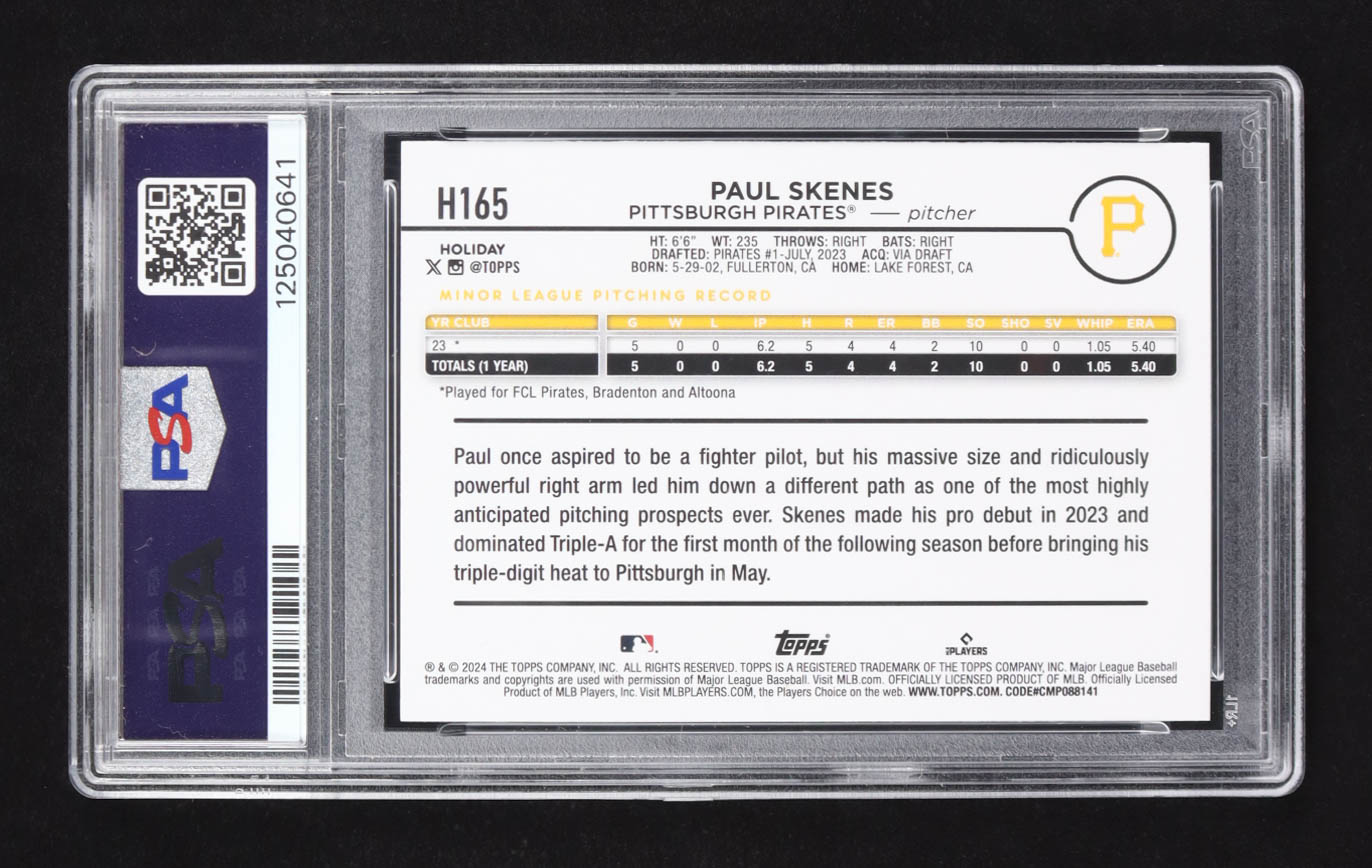 125040641
PSA
PSA
H165
PAUL SKENES
PITTSBURGH PIRATES® — pitcher
P
HOLIDAY
@TOPPS
HT: 6'6" WT: 235 THROWS: RIGHT BATS: RIGHT
DRAFTED: PIRATES #1-JULY, 2023 ACQ: VIA DRAFT
BORN: 5-29-02, FULLERTON, CA HOME: LAKE FOREST, CA
MINOR LEAGUE PITCHING RECORD
YR CLUB G W L IP H R ER BB SO SHO SV WHIP ERA
23 * 5 0 0 6.2 5 4 4 2 10 0 0 1.05 5.40
TOTALS (1 YEAR) 5 0 0 6.2 5 4 4 2 10 0 0 1.05 5.40
*Played for FCL Pirates, Bradenton and Altoona
Paul once aspired to be a fighter pilot, but his massive size and ridiculously
powerful right arm led him down a different path as one of the most highly
anticipated pitching prospects ever. Skenes made his pro debut in 2023 and
dominated Triple-A for the first month of the following season before bringing his
triple-digit heat to Pittsburgh in May.
Topps®
PLAYERS
® & © 2024 THE TOPPS COMPANY, INC. ALL RIGHTS RESERVED. TOPPS IS A REGISTERED TRADEMARK OF THE TOPPS COMPANY, INC. Major League Baseball
trademarks and copyrights are used with permission of Major League Baseball. Visit MLB.com. OFFICIALLY LICENSED PRODUCT OF MLB. Officially Licensed
Product of MLB Players, Inc. Visit MLBPLAYERS.COM, the Players Choice on the web. WWW.TOPPS.COM. CODE#CMP088141
PSA